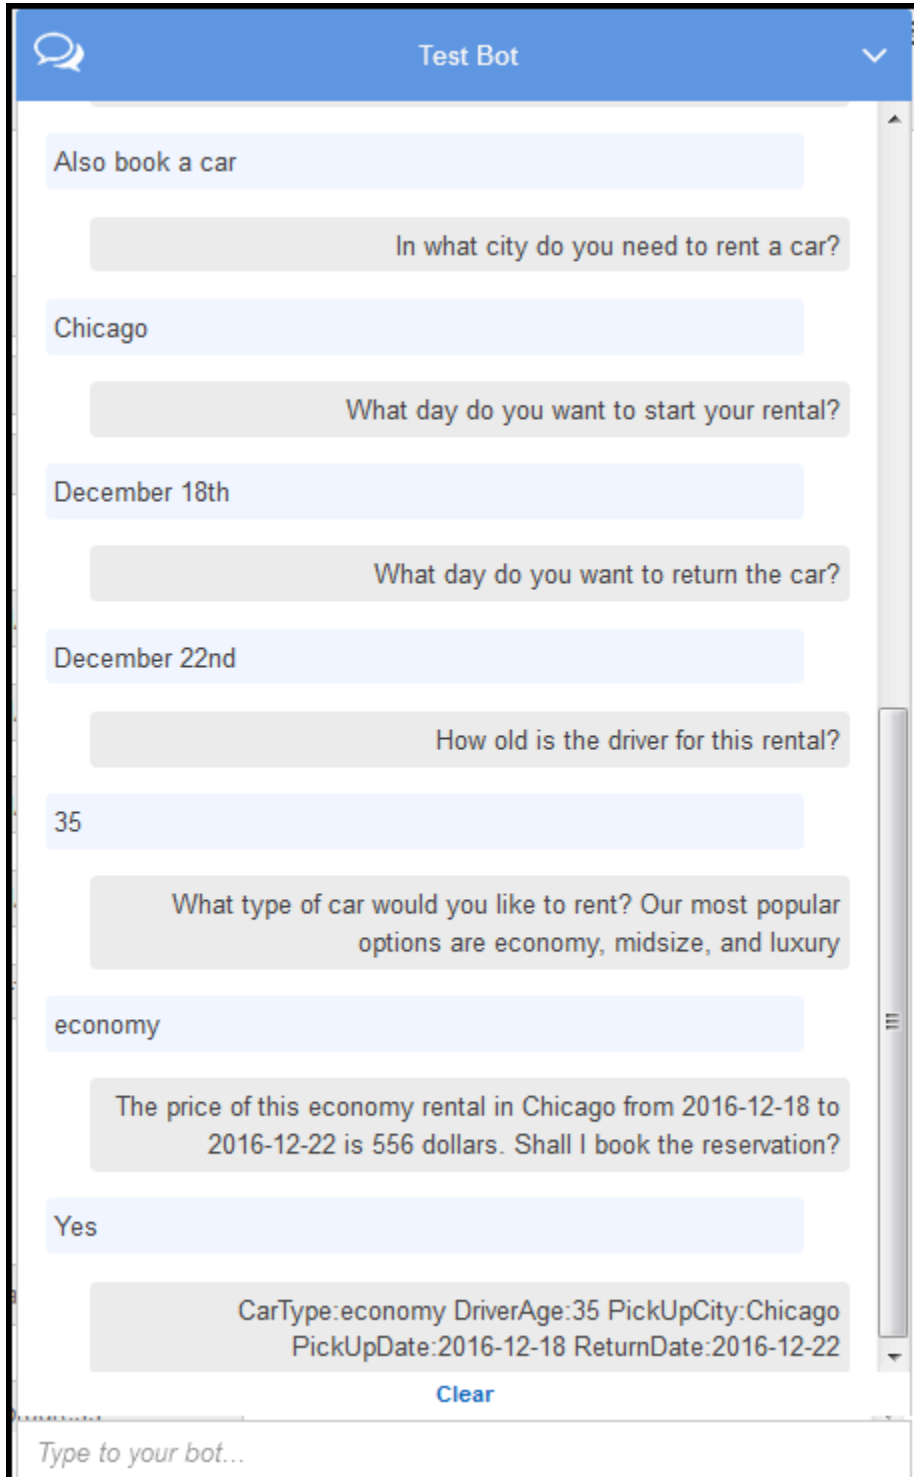 Test Bot
Also book a car
In what city do you need to rent a car?
Chicago
What day do you want to start your rental?
December 18th
What day do you want to return the car?
December 22nd
How old is the driver for this rental?
35
What type of car would you like to rent? Our most popular
options are economy, midsize, and luxury
economy
The price of this economy rental in Chicago from 2016-12-18 to
2016-12-22 is 556 dollars. Shall I book the reservation?
Yes
CarType:economy DriverAge:35 PickUpCity:Chicago
PickUpDate:2016-12-18 ReturnDate:2016-12-22
Clear
Type to your bot...